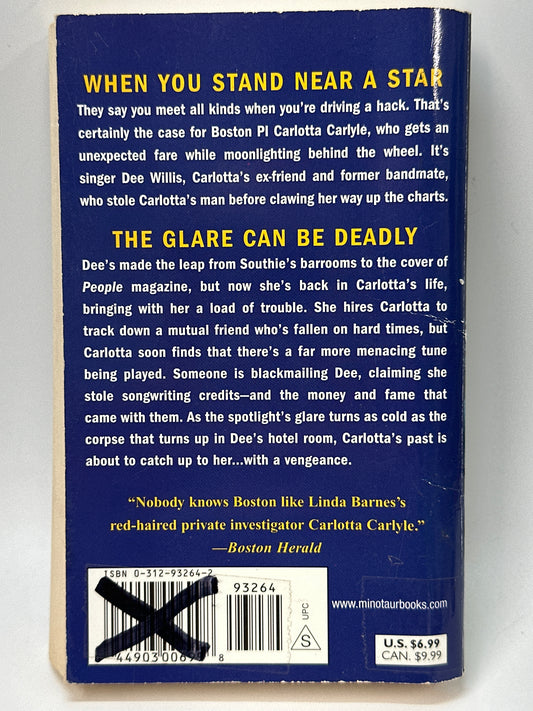 WHEN YOU STAND NEAR A STAR
They say you meet all kinds when you're driving a hack. That's
certainly the case for Boston PI Carlotta Carlyle, who gets an
unexpected fare while moonlighting behind the wheel. It's
singer Dee Willis, Carlotta's ex-friend and former bandmate,
who stole Carlotta's man before clawing her way up the charts.
THE GLARE CAN BE DEADLY
Dee's made the leap from Southie's barrooms to the cover of
People magazine, but now she's back in Carlotta's life,
bringing with her a load of trouble. She hires Carlotta to
track down a mutual friend who's fallen on hard times, but
Carlotta soon finds that there's a far more menacing tune
being played. Someone is blackmailing Dee, claiming she
stole songwriting credits—and the money and fame that
came with them. As the spotlight's glare turns as cold as the
corpse that turns up in Dee's hotel room, Carlotta's past is
about to catch up to her...with a vengeance.
“Nobody knows Boston like Linda Barnes's
red-haired private investigator Carlotta Carlyle.”
—Boston Herald
ISBN 0-312-93264-2
93264
8
UPC
S
www.minotaurbooks.com
U.S. $6.99
CAN. $9.99